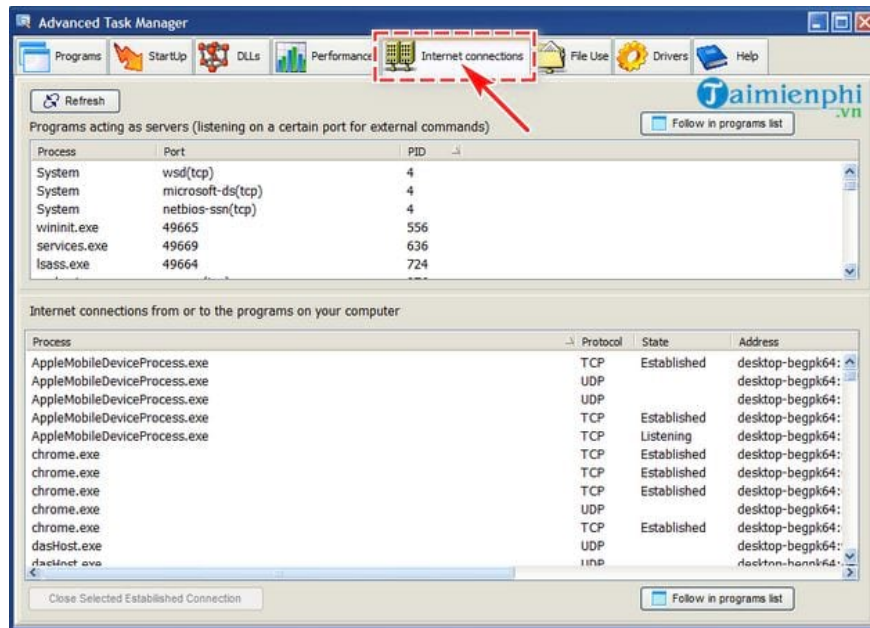 Advanced Task Manager
Programs StartUp DLLs Performance Internet connections File Use Drivers Help
Taimienphi
.vn
Refresh
Programs acting as servers (listening on a certain port for external commands)
Follow in programs list
Process Port PID
System wsd(tcp) 4
System microsoft-ds(tcp) 4
System netbios-ssn(tcp) 4
wininit.exe 49665 556
services.exe 49669 636
lsass.exe 49664 724
Internet connections from or to the programs on your computer
Process Protocol State Address
AppleMobileDeviceProcess.exe TCP Established desktop-begpk64:
AppleMobileDeviceProcess.exe UDP desktop-begpk64:
AppleMobileDeviceProcess.exe UDP desktop-begpk64:
AppleMobileDeviceProcess.exe TCP Established desktop-begpk64:
AppleMobileDeviceProcess.exe TCP Listening desktop-begpk64:
chrome.exe TCP Established desktop-begpk64:
chrome.exe TCP Established desktop-begpk64:
chrome.exe TCP Established desktop-begpk64:
chrome.exe UDP desktop-begpk64:
chrome.exe TCP Established desktop-begpk64:
dasHost.exe UDP desktop-begpk64:
dasHost.exe UDP desktop-begpk64:
Close Selected Established Connection
Follow in programs list